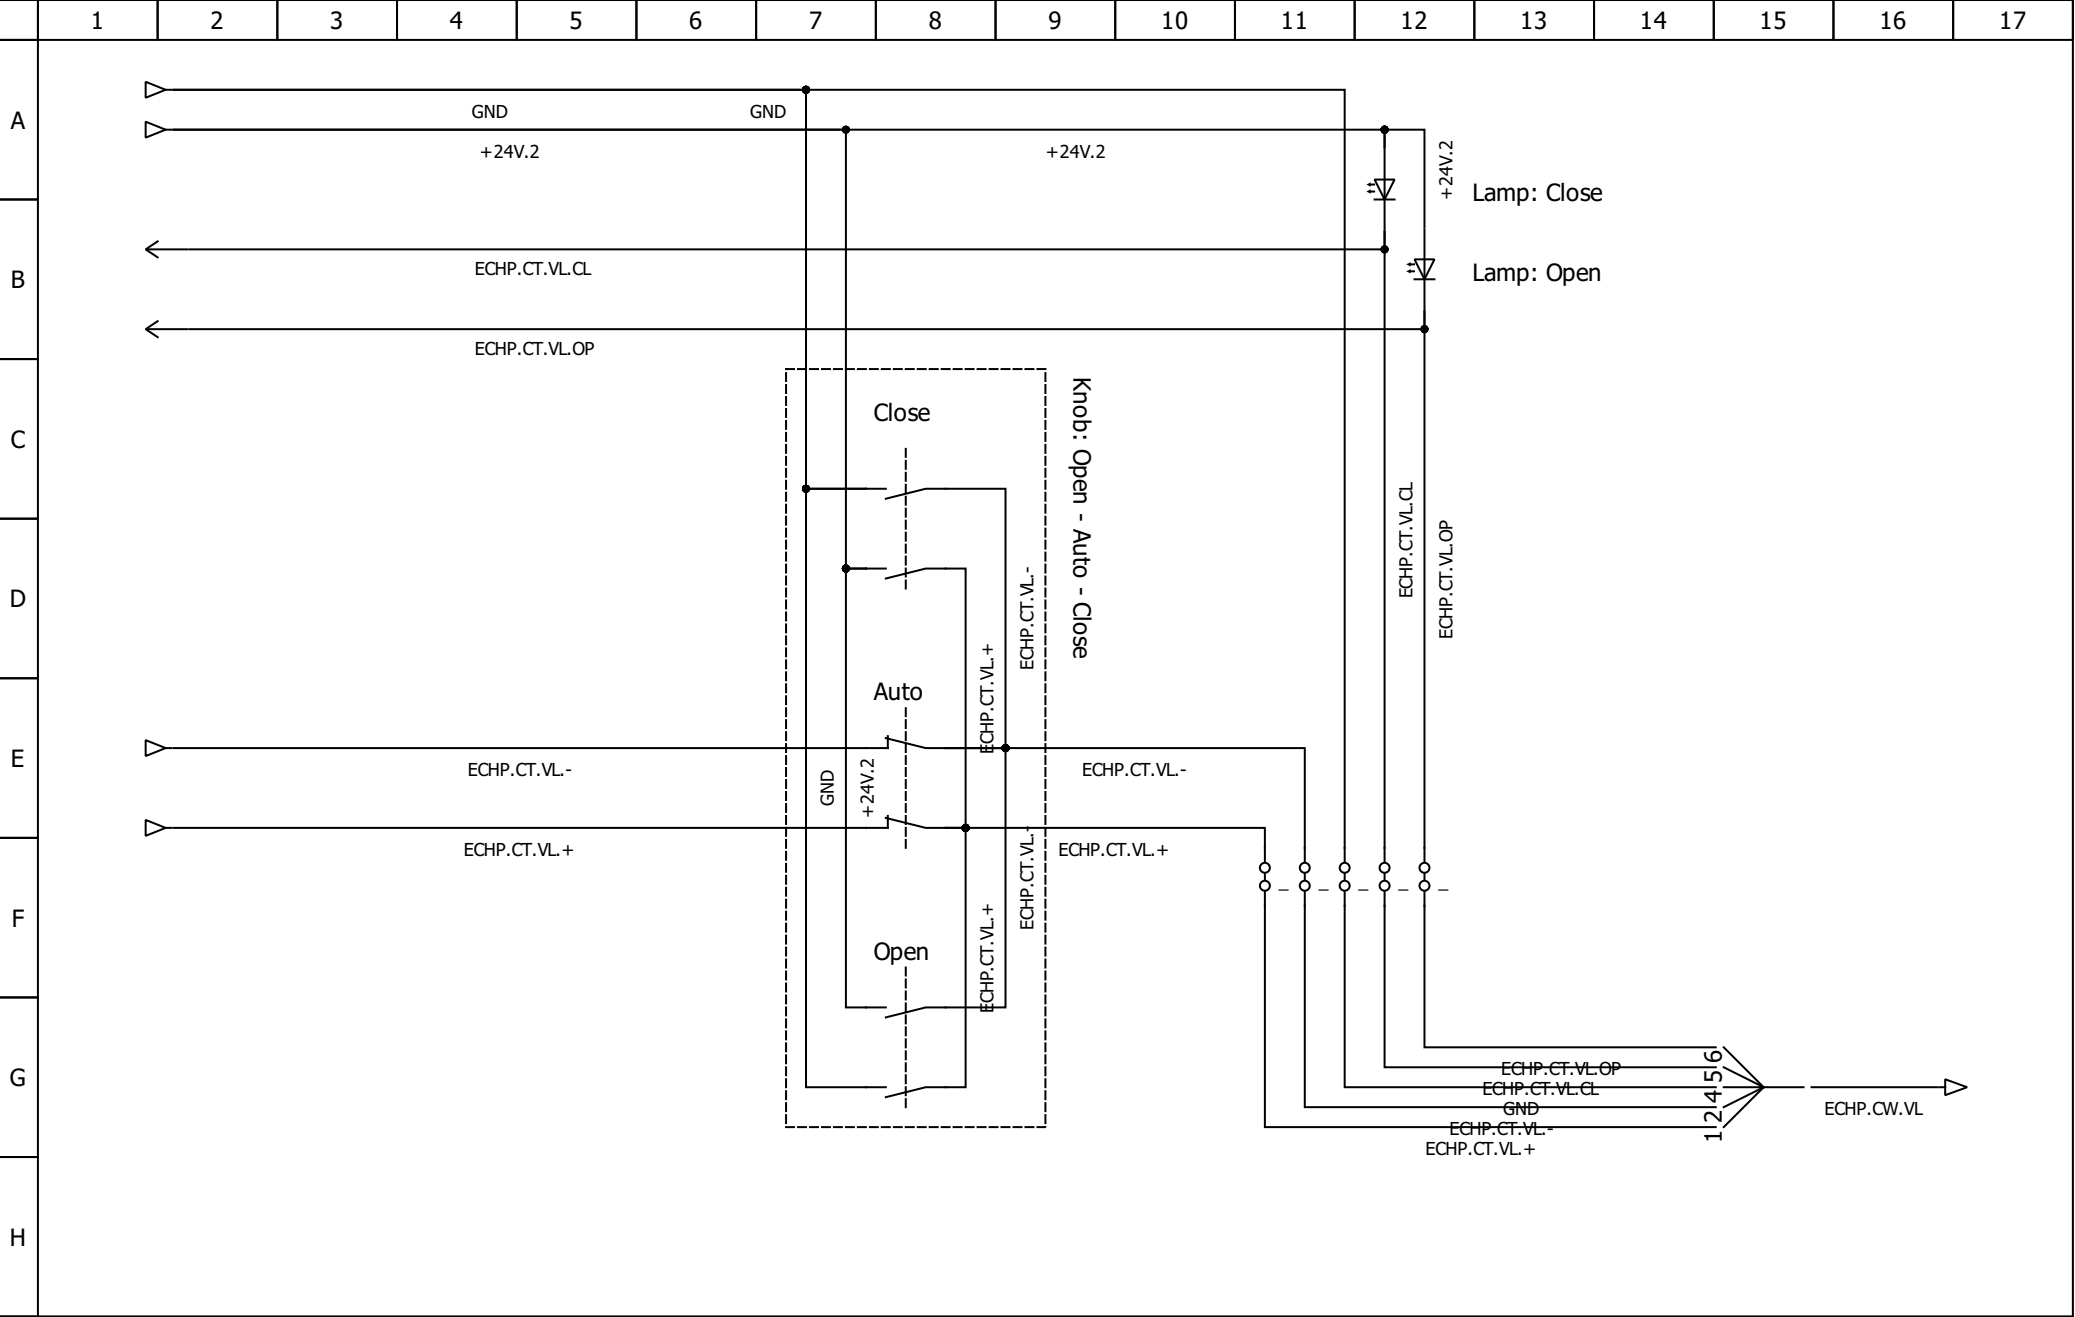 1 2 3 4 5 6 7 8 9 10 11 12 13 14 15 16 17
A
GND GND
+24V.2 +24V.2
+24V.2
Lamp: Close
B
ECHP.CT.VL.CL
Lamp: Open
ECHP.CT.VL.OP
C
Close
Knob: Open - Auto - Close
ECHP.CT.VL.CL
ECHP.CT.VL.OP
D
ECHP.CT.VL.-
ECHP.CT.VL.+
Auto
E
ECHP.CT.VL.-
GND
+24V.2
ECHP.CT.VL.-
ECHP.CT.VL.+
ECHP.CT.VL.-
ECHP.CT.VL.+
_ _ _ _ _
F
ECHP.CT.VL.+
Open
G
ECHP.CT.VL.OP
6
ECHP.CT.VL.CL
5
GND
4
ECHP.CT.VL.-
2
ECHP.CT.VL.+
1
ECHP.CW.VL
H